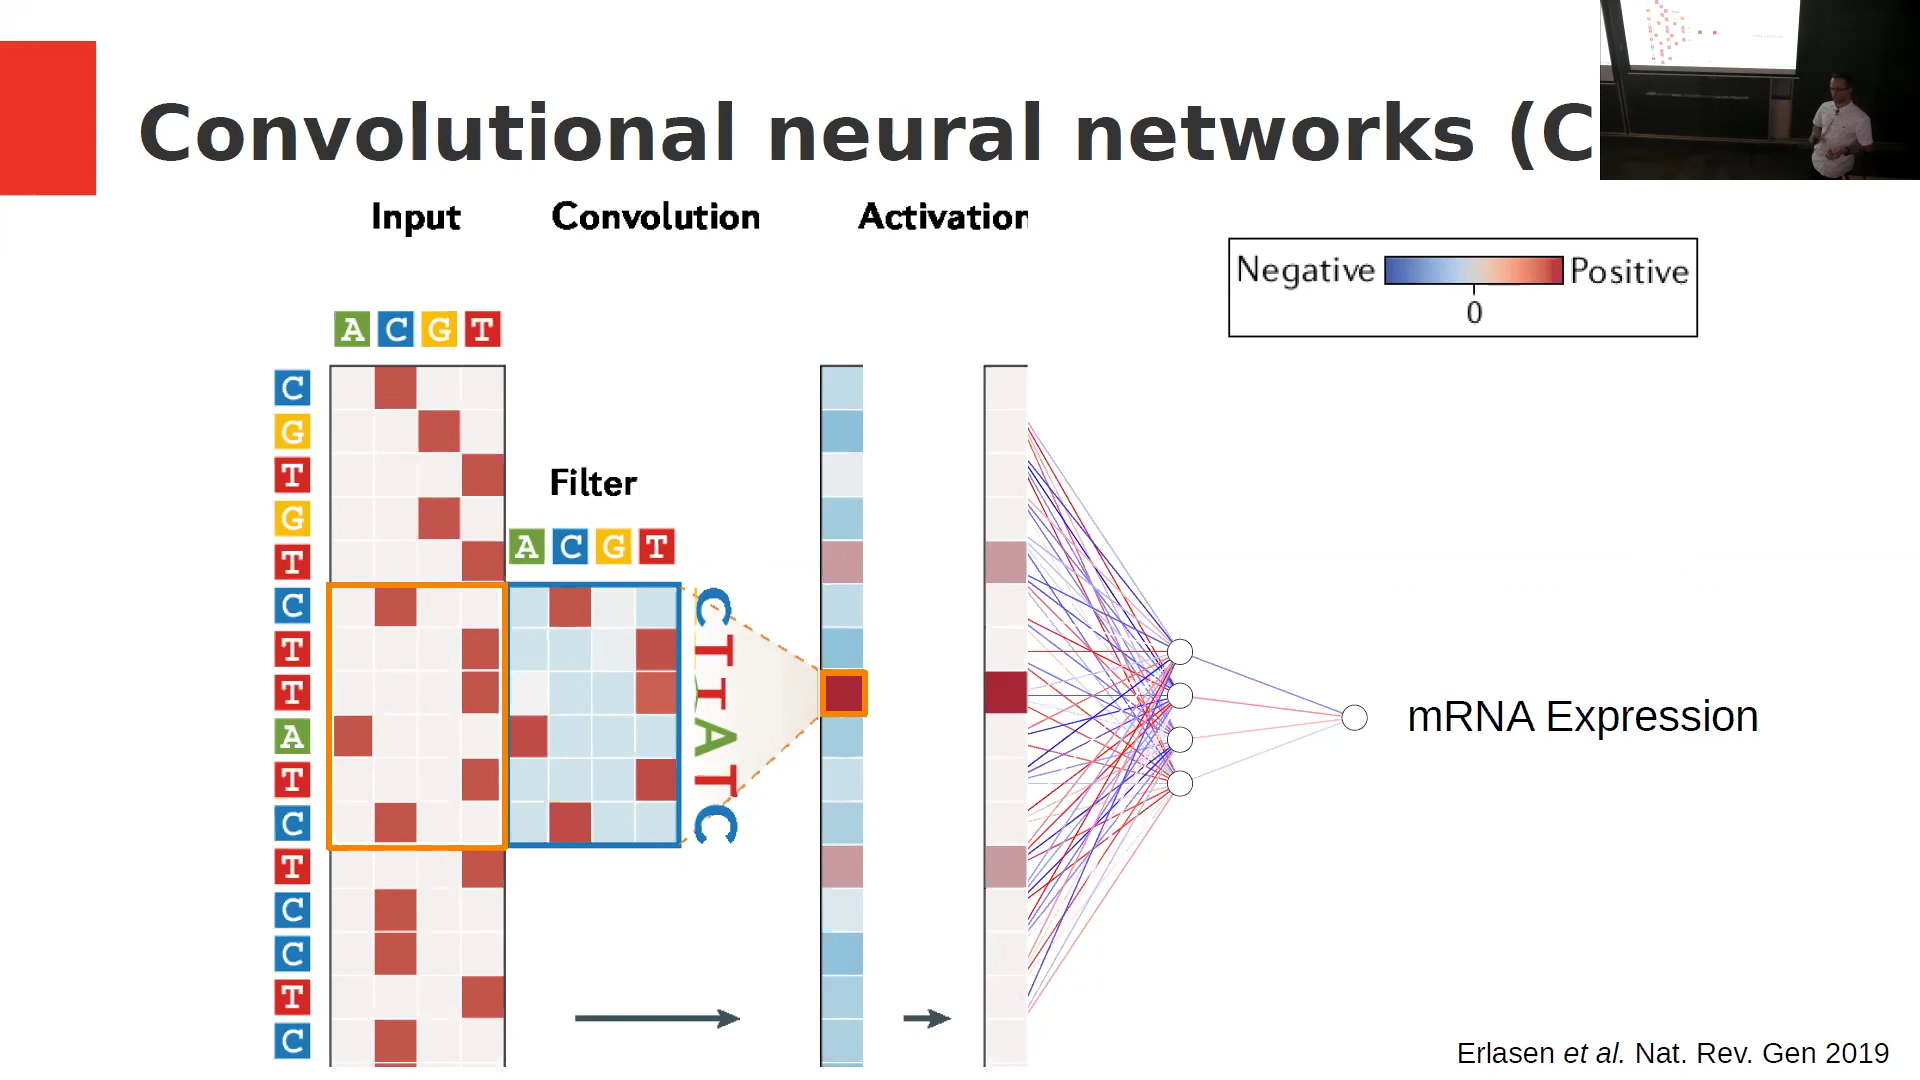 Convolutional neural networks (C
Input Convolution Activation
Negative Positive
0
A C G T
C
G
T
G
T
C
T
T
A
T
C
T
C
C
T
C
Filter
A C G T
CTTATC
mRNA Expression
Erlasen et al. Nat. Rev. Gen 2019